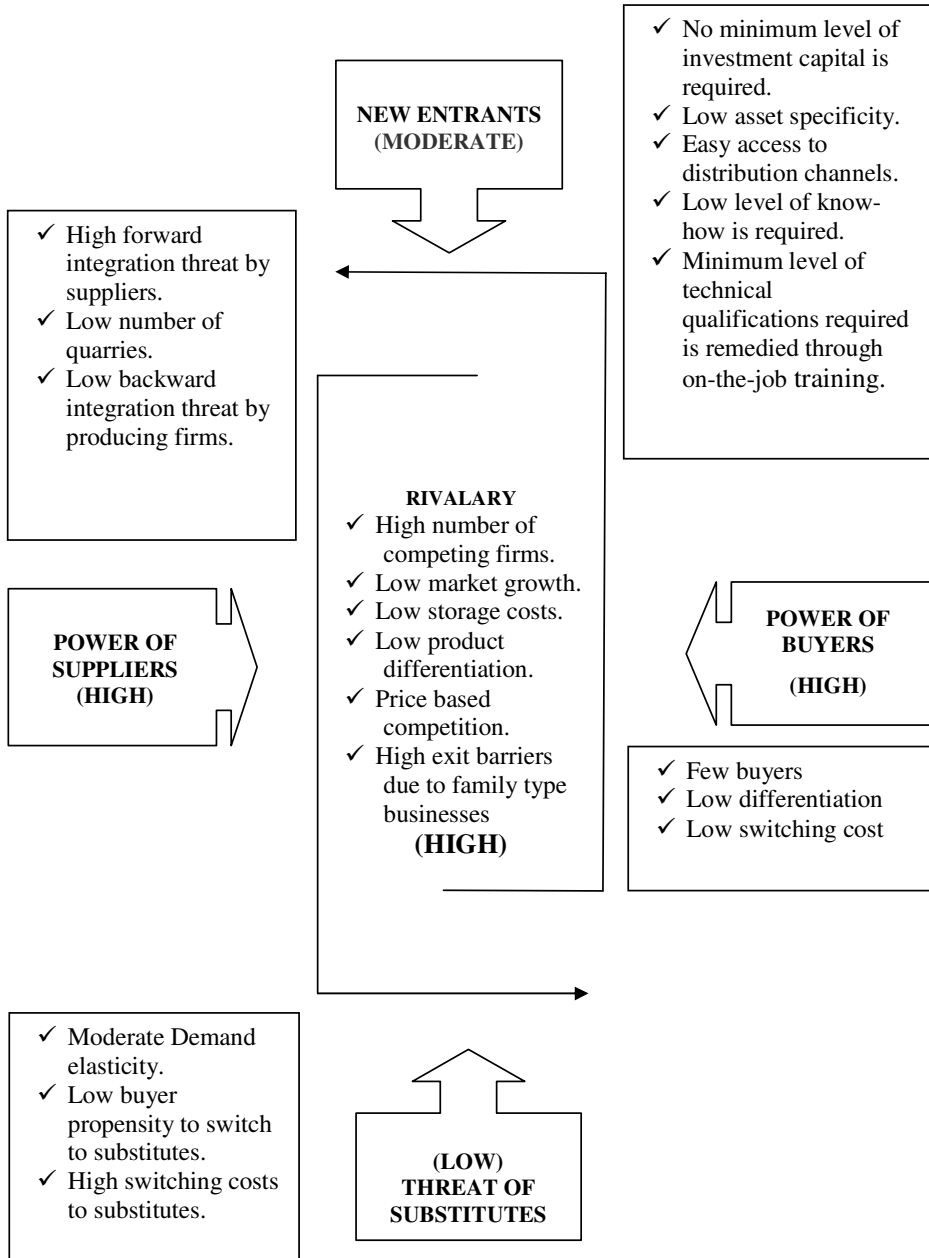 NEW ENTRANTS
(MODERATE)
✓ No minimum level of
investment capital is
required.
✓ Low asset specificity.
✓ Easy access to
distribution channels.
✓ Low level of know-
how is required.
✓ Minimum level of
technical
qualifications required
is remedied through
on-the-job training.
✓ High forward
integration threat by
suppliers.
✓ Low number of
quarries.
✓ Low backward
integration threat by
producing firms.
RIVALARY
✓ High number of
competing firms.
✓ Low market growth.
✓ Low storage costs.
✓ Low product
differentiation.
✓ Price based
competition.
✓ High exit barriers
due to family type
businesses
(HIGH)
POWER OF
SUPPLIERS
(HIGH)
POWER OF
BUYERS
(HIGH)
✓ Few buyers
✓ Low differentiation
✓ Low switching cost
✓ Moderate Demand
elasticity.
✓ Low buyer
propensity to switch
to substitutes.
✓ High switching costs
to substitutes.
(LOW)
THREAT OF
SUBSTITUTES